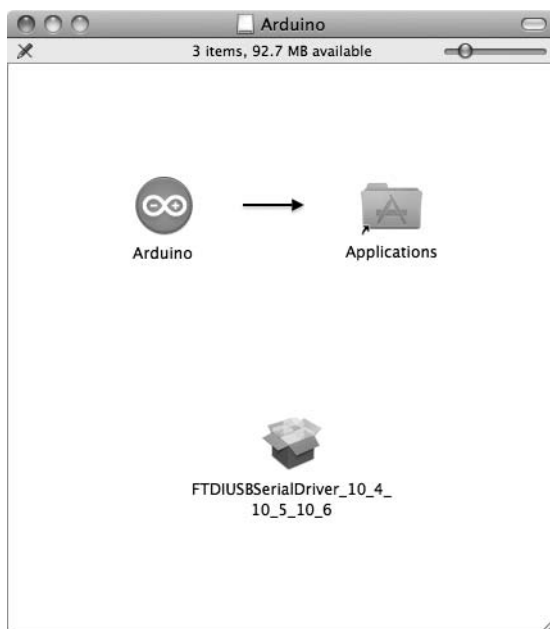 Arduino
3 items, 92.7 MB available
Arduino
Applications
FTDIUSBSerialDriver_10_4_
10_5_10_6